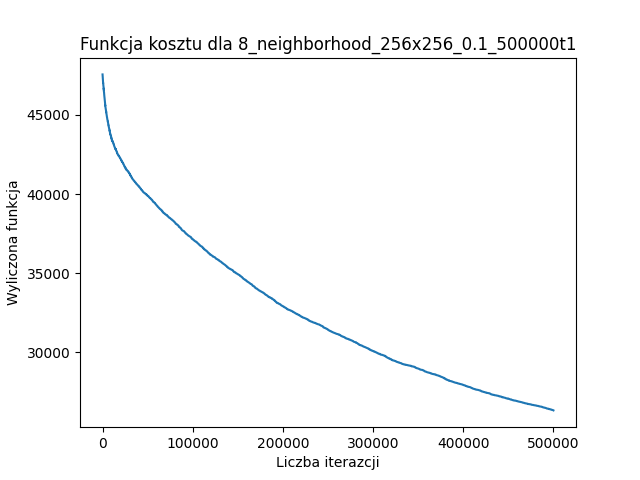 Funkcja kosztu dla 8_neighborhood_256x256_0.1_500000t1
45000
40000
35000
30000
Wyliczona funkcja
0 100000 200000 300000 400000 500000
Liczba iterazcji